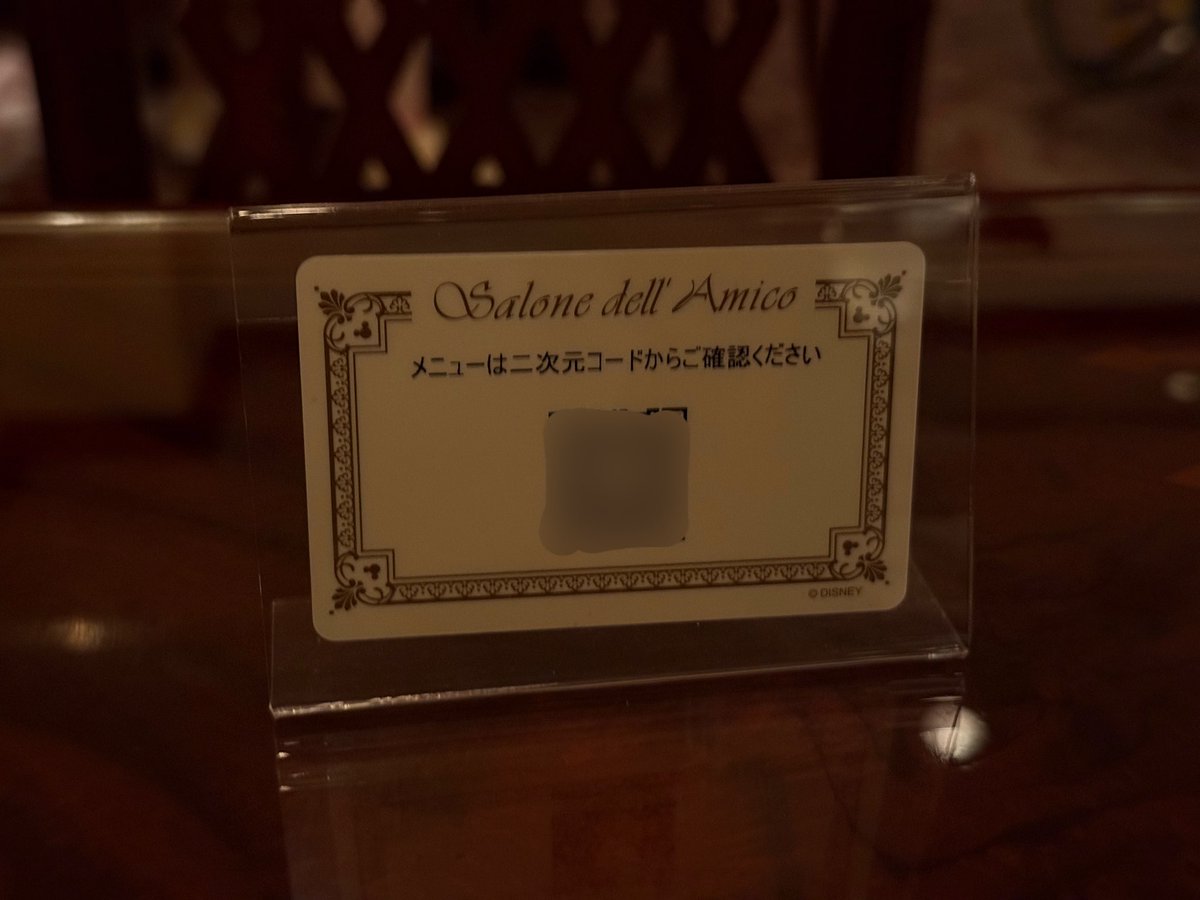 Salone dell' Amico
メニューは二次元コードからご確認ください
© DISNEY